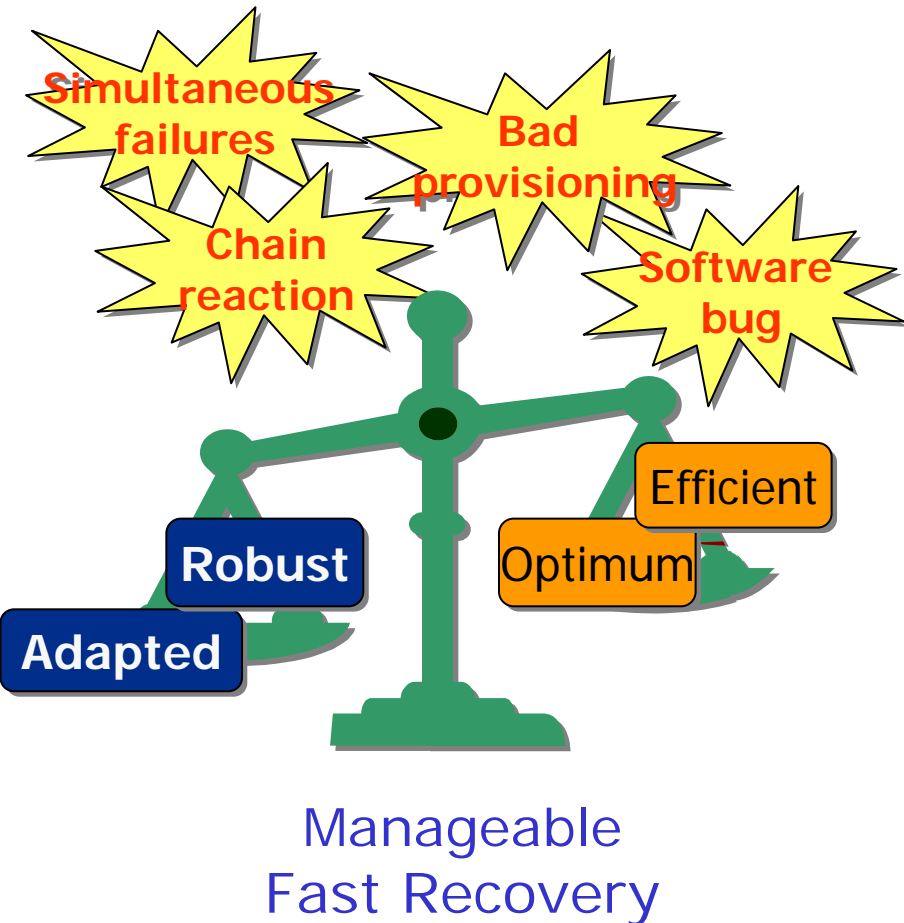 Simultaneous
failures
Bad
provisioning
Chain
reaction
Software
bug
Efficient
Optimum
Robust
Adapted
Manageable
Fast Recovery